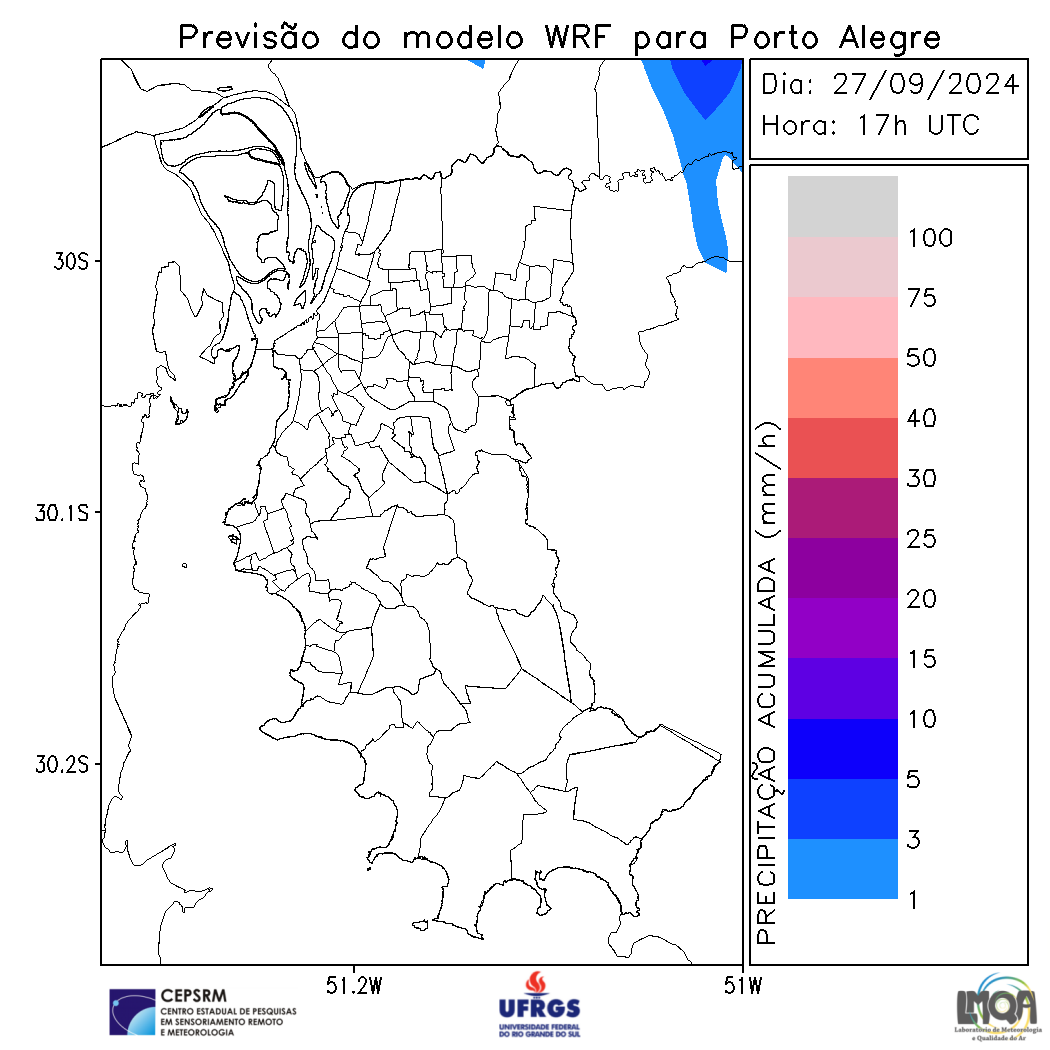 Previsão do modelo WRF para Porto Alegre
Dia: 27/09/2024
Hora: 17h UTC
30S
30.1S
30.2S
51.2W
51W
PRECIPITAÇÃO ACUMULADA (mm/h)
100
75
50
40
30
25
20
15
10
5
3
1
CEPSRM
CENTRO ESTADUAL DE PESQUISAS
EM SENSORIAMENTO REMOTO
E METEOROLOGIA
UFRGS
UNIVERSIDADE FEDERAL
DO RIO GRANDE DO SUL
LMQA
Laboratório de Meteorologia
e Qualidade do Ar